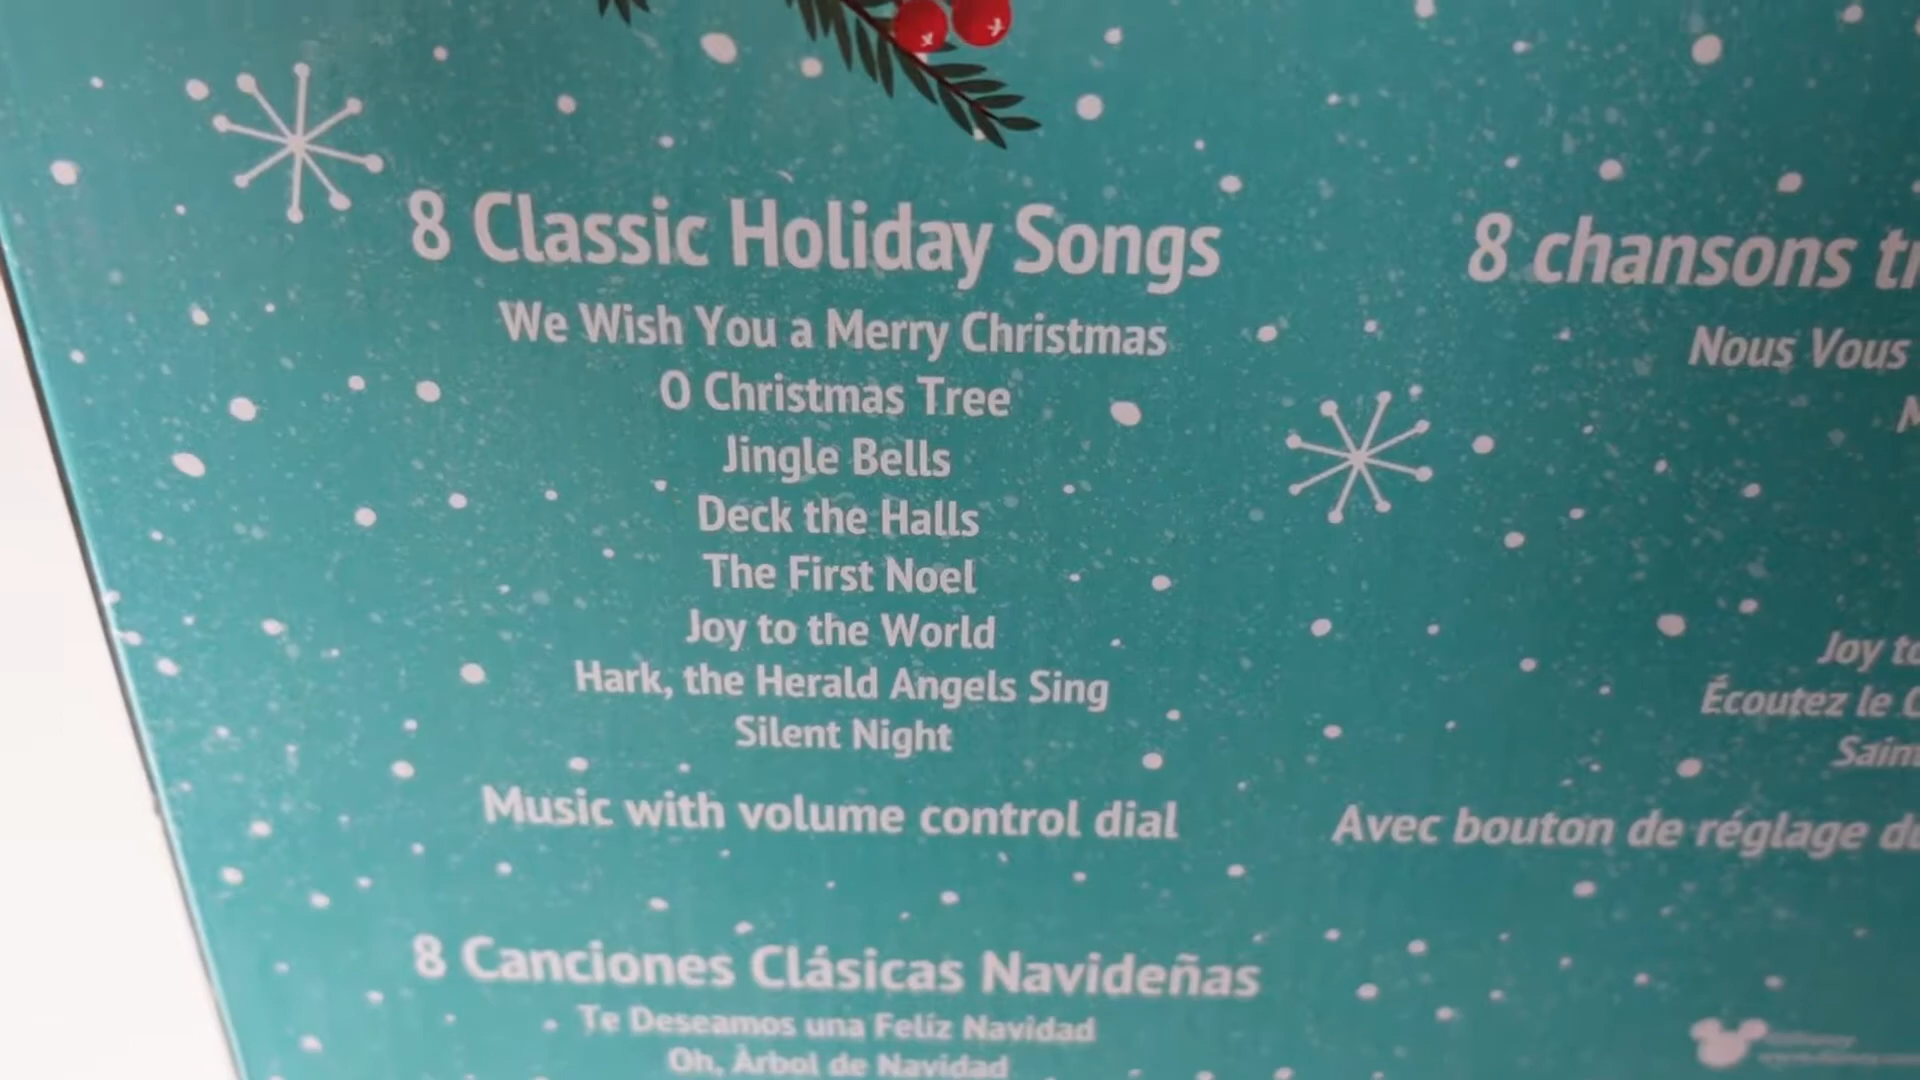 8 Classic Holiday Songs
We Wish You a Merry Christmas
O Christmas Tree
Jingle Bells
Deck the Halls
The First Noel
Joy to the World
Hark, the Herald Angels Sing
Silent Night
Music with volume control dial
8 Canciones Clásicas Navideñas
Te Deseamos una Feliz Navidad
Oh, Árbol de Navidad
8 chansons
Nous Vous
Joy
Écoutez le
Avec bouton de réglage